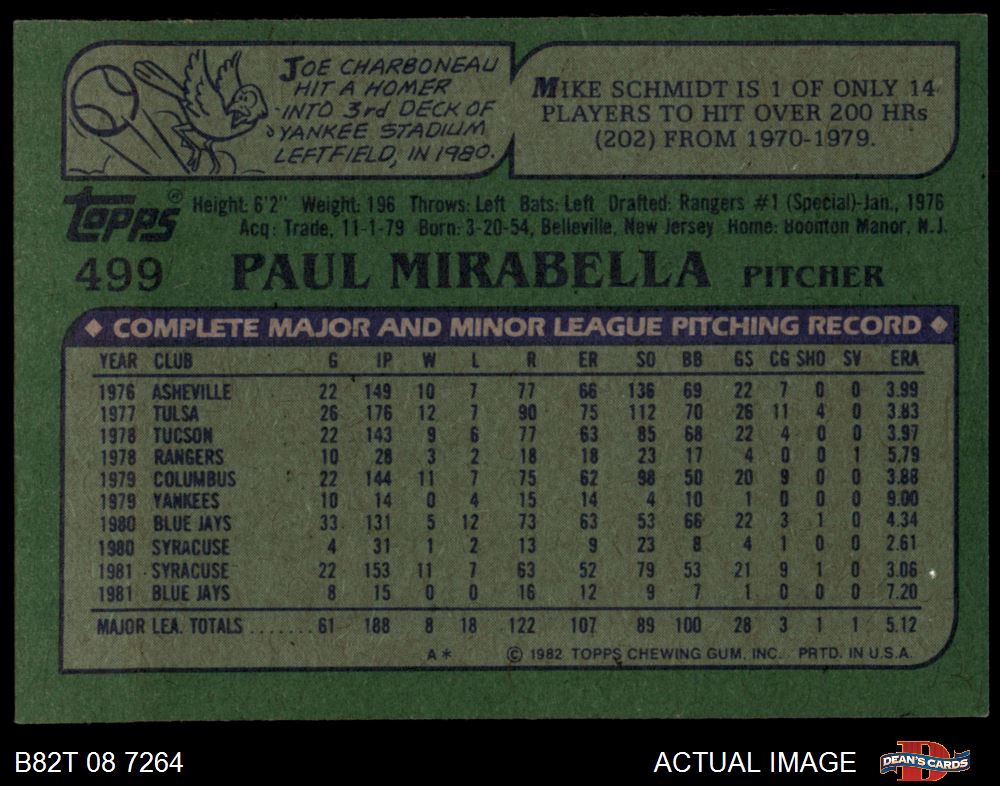 JOE CHARBONEAU
HIT A HOMER
INTO 3rd DECK OF
YANKEE STADIUM
LEFTFIELD, IN 1980.
MIKE SCHMIDT IS 1 OF ONLY 14
PLAYERS TO HIT OVER 200 HRs
(202) FROM 1970-1979.
Topps®
Height: 6'2" Weight: 196 Throws: Left Bats: Left Drafted: Rangers #1 (Special)-Jan., 1976
Acq: Trade, 11-1-79 Born: 3-20-54, Belleville, New Jersey Home: Boonton Manor, N.J.
499 PAUL MIRABELLA PITCHER
COMPLETE MAJOR AND MINOR LEAGUE PITCHING RECORD
YEAR CLUB G IP W L R ER SO BB GS CG SHO SV ERA
1976 ASHEVILLE 22 149 10 7 77 66 136 69 22 7 0 0 3.99
1977 TULSA 26 176 12 7 90 75 112 70 26 11 4 0 3.83
1978 TUCSON 22 143 9 6 77 63 85 68 22 4 0 0 3.97
1978 RANGERS 10 28 3 2 18 18 23 17 4 0 0 1 5.79
1979 COLUMBUS 22 144 11 7 75 62 98 50 20 9 0 0 3.88
1979 YANKEES 10 14 0 4 15 14 4 10 1 0 0 0 9.00
1980 BLUE JAYS 33 131 5 12 73 63 53 66 22 3 1 0 4.34
1980 SYRACUSE 4 31 1 2 13 9 23 8 4 1 0 0 2.61
1981 SYRACUSE 22 153 11 7 63 52 79 53 21 9 1 0 3.06
1981 BLUE JAYS 8 15 0 0 16 12 9 7 1 0 0 0 7.20
MAJOR LEA. TOTALS ....... 61 188 8 18 122 107 89 100 28 3 1 1 5.12
A* © 1982 TOPPS CHEWING GUM, INC. PRTD. IN U.S.A.
B82T 08 7264 ACTUAL IMAGE DEAN'S CARDS